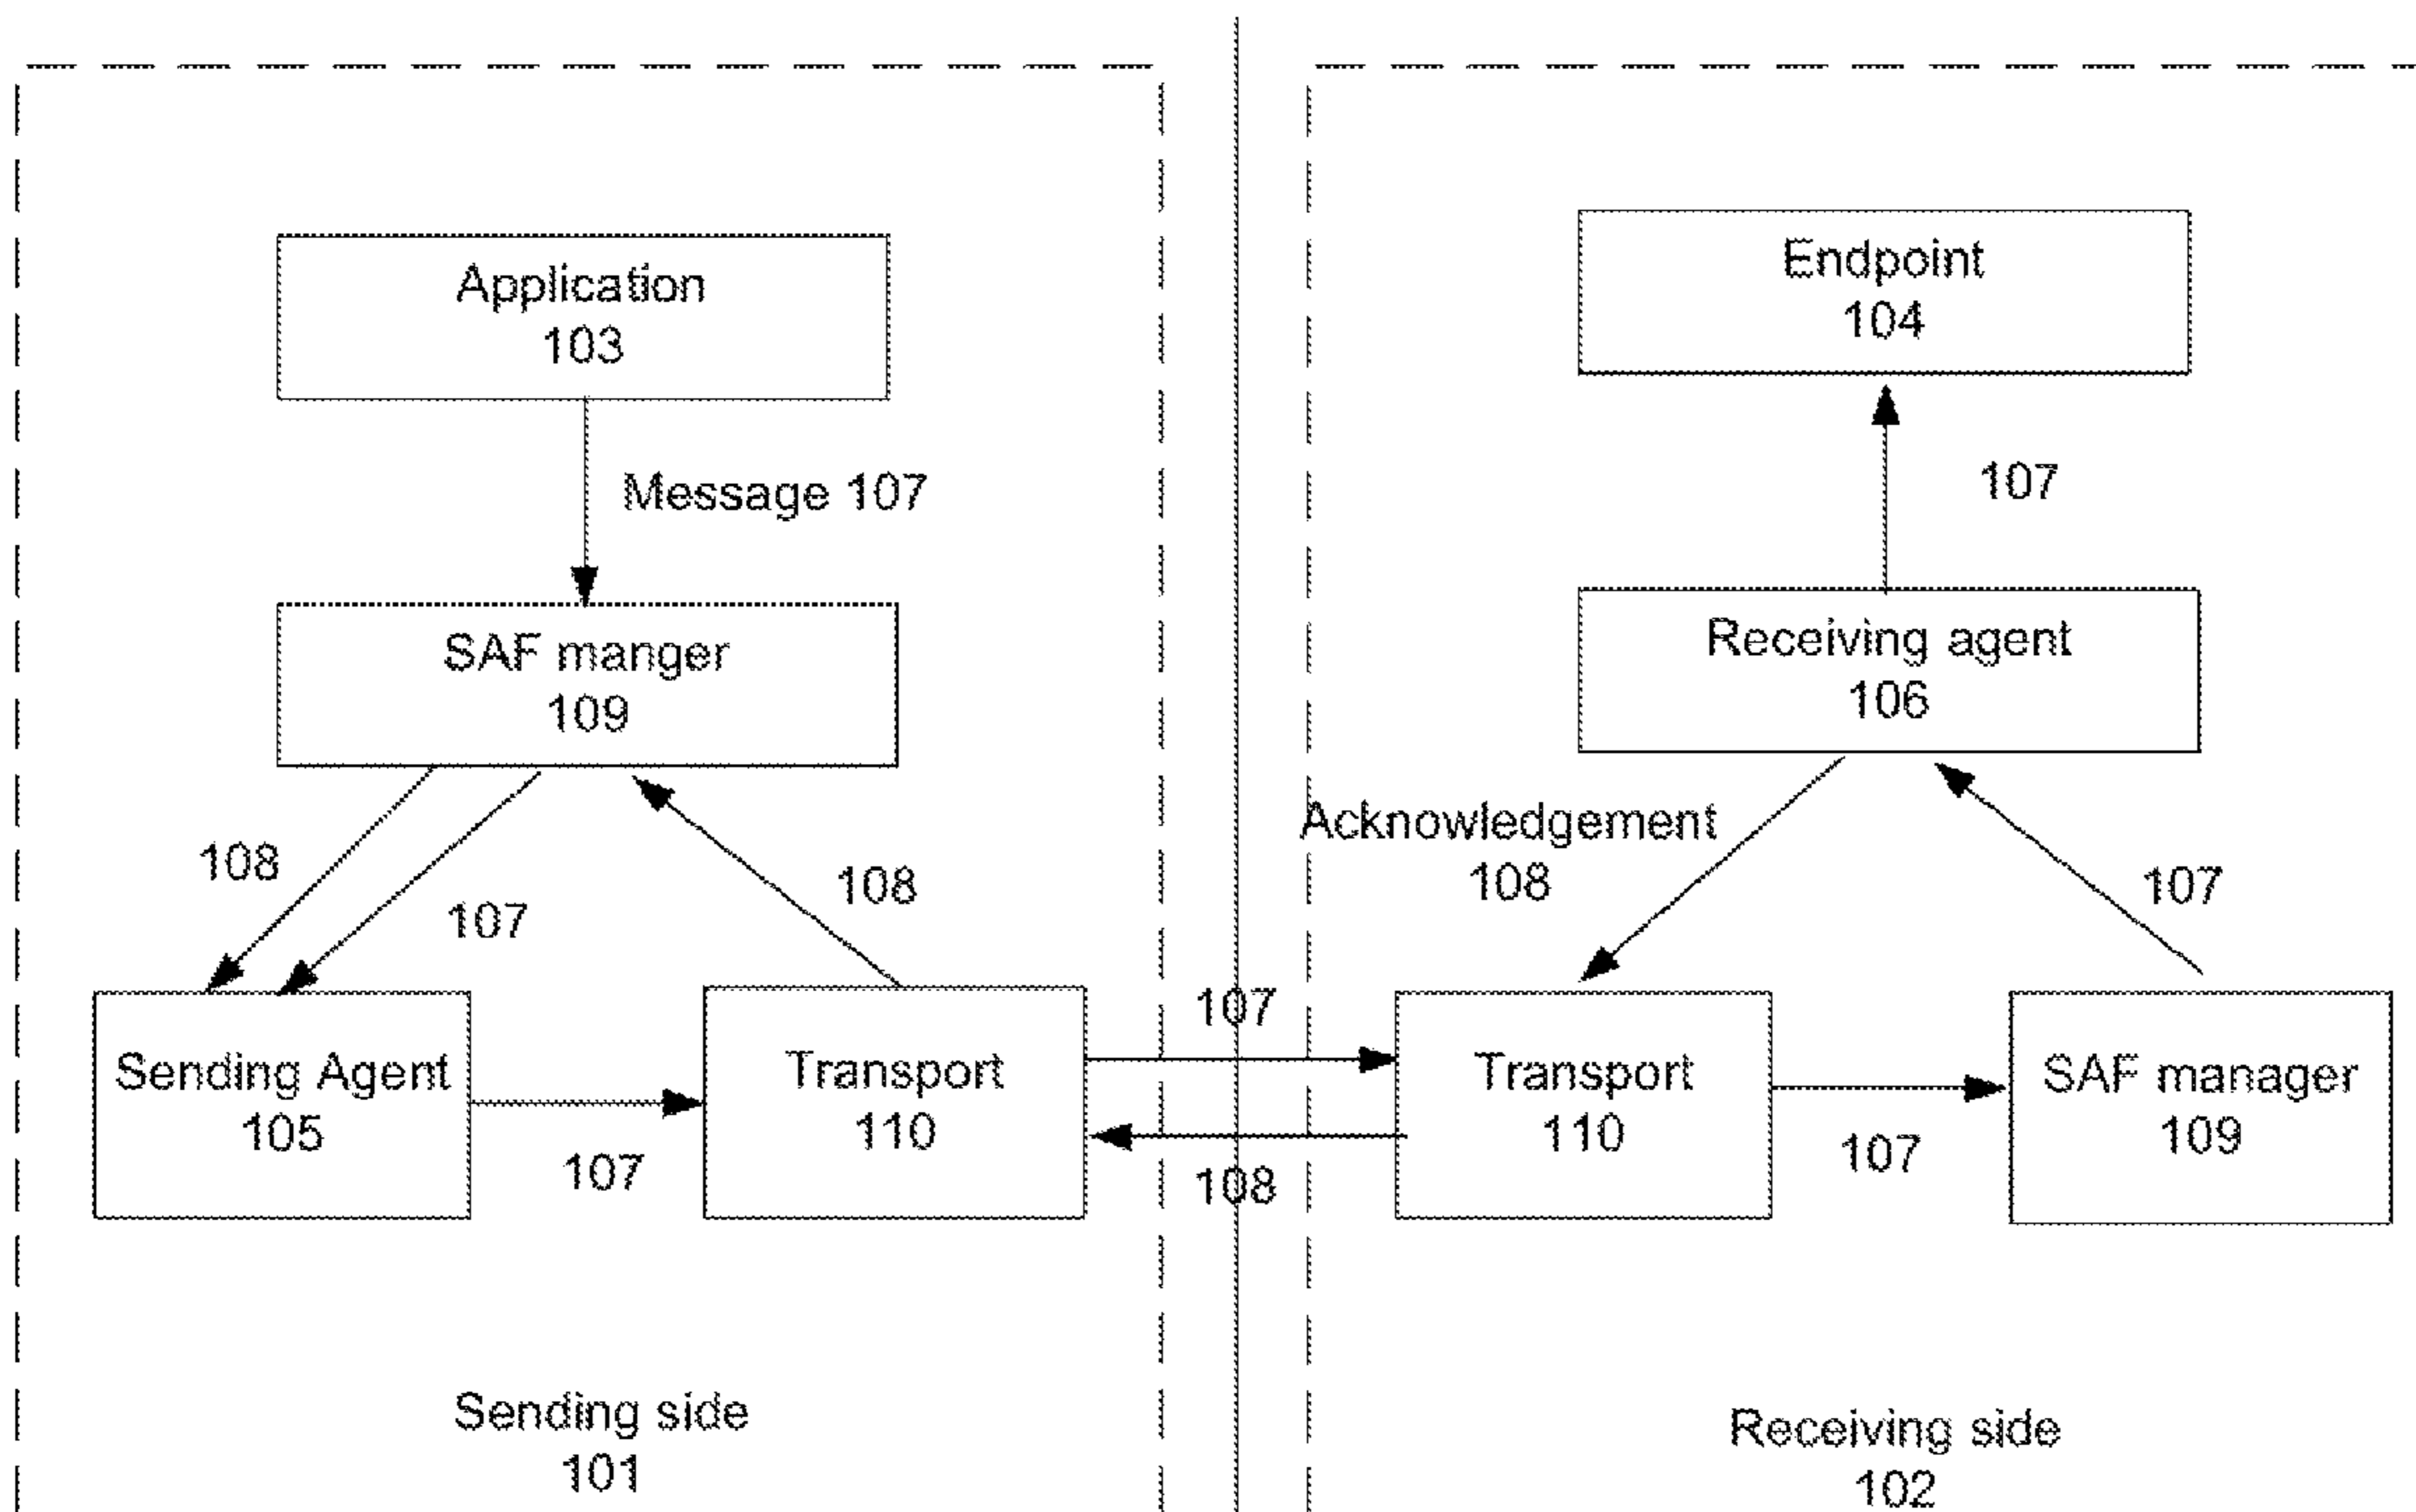 Application
103
Message 107
SAF manger
109
108
107
108
Sending Agent
105
107
Transport
110
Sending side
101
107
108
Endpoint
104
107
Receiving agent
106
Acknowledgement
108
107
Transport
110
107
SAF manager
109
Receiving side
102